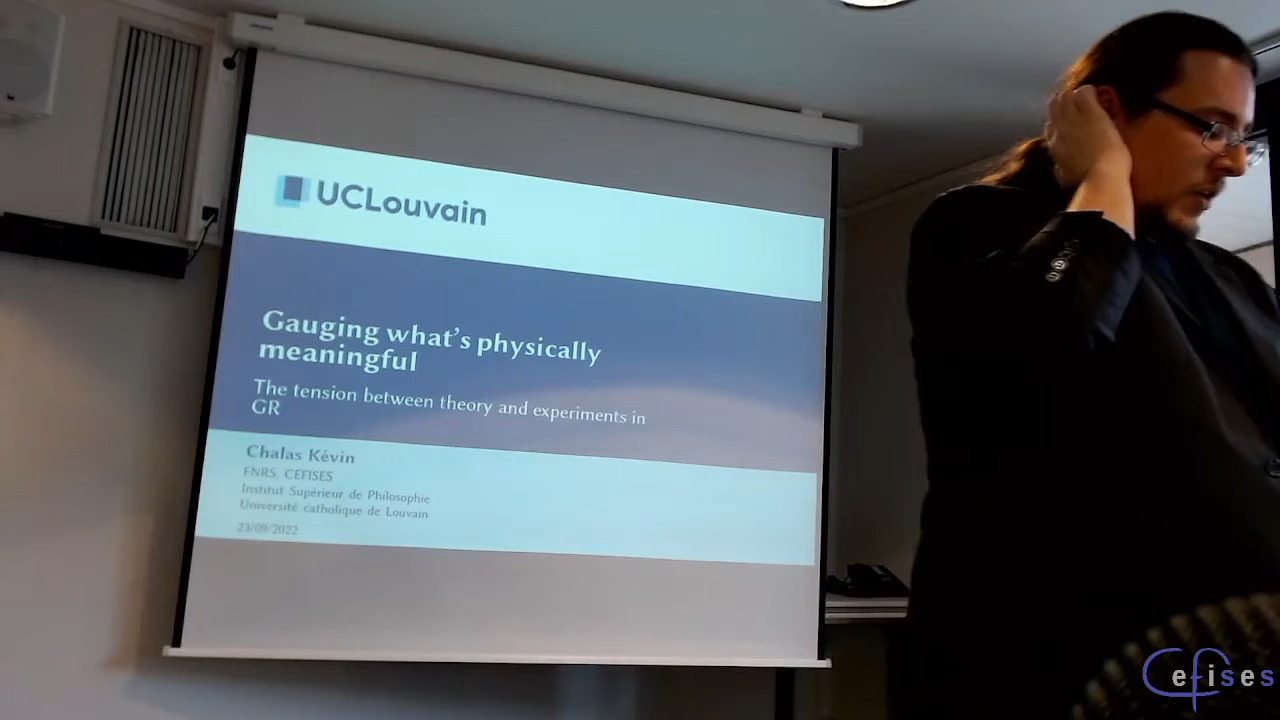 UCLouvain
Gauging what's physically
meaningful
The tension between theory and experiments in
GR
Chalas Kévin
FNRS, CEFISES
Institut Supérieur de Philosophie
Université catholique de Louvain
23/09/2022
Cefises